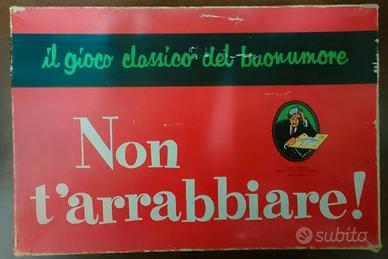 il gioco classico del buonumore
Non
t'arrabbiare!
subito